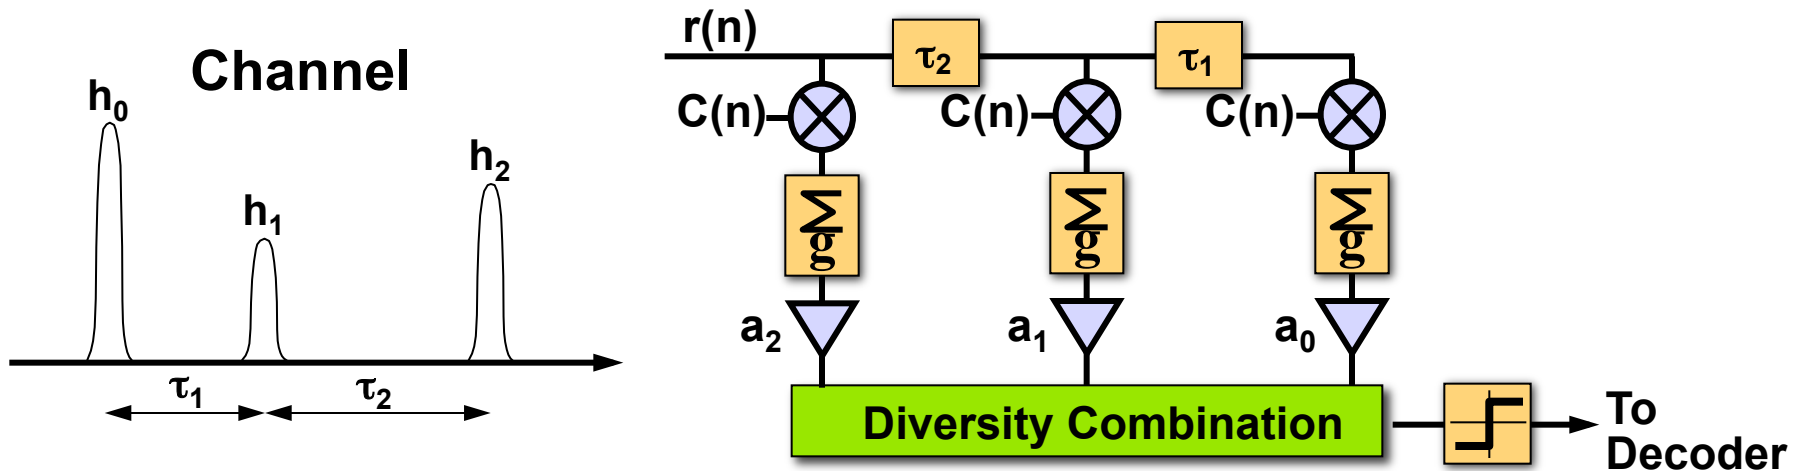 Channel
h₀
h₁
h₂
τ₁ τ₂
r(n)
τ₂ τ₁
C(n) C(n) C(n)
Σ Σ Σ
g g g
a₂ a₁ a₀
Diversity Combination
To
Decoder